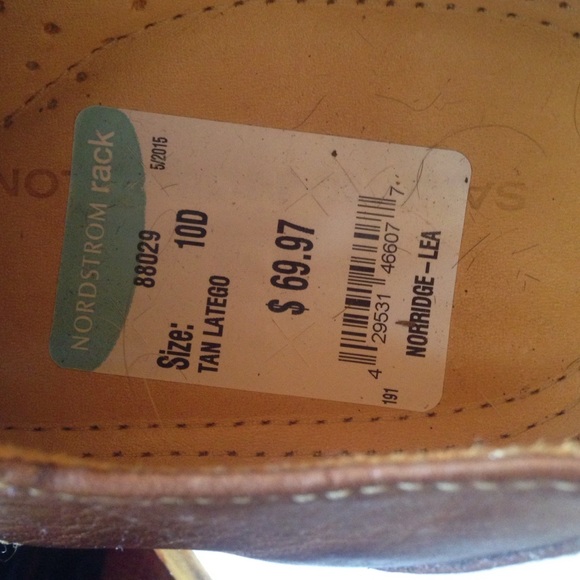 NORDSTROM rack
5/2015
88029
Size: 10D
TAN LATEGO
$ 69.97
4 29531 46607 7
191 NORRIDGE-LEA